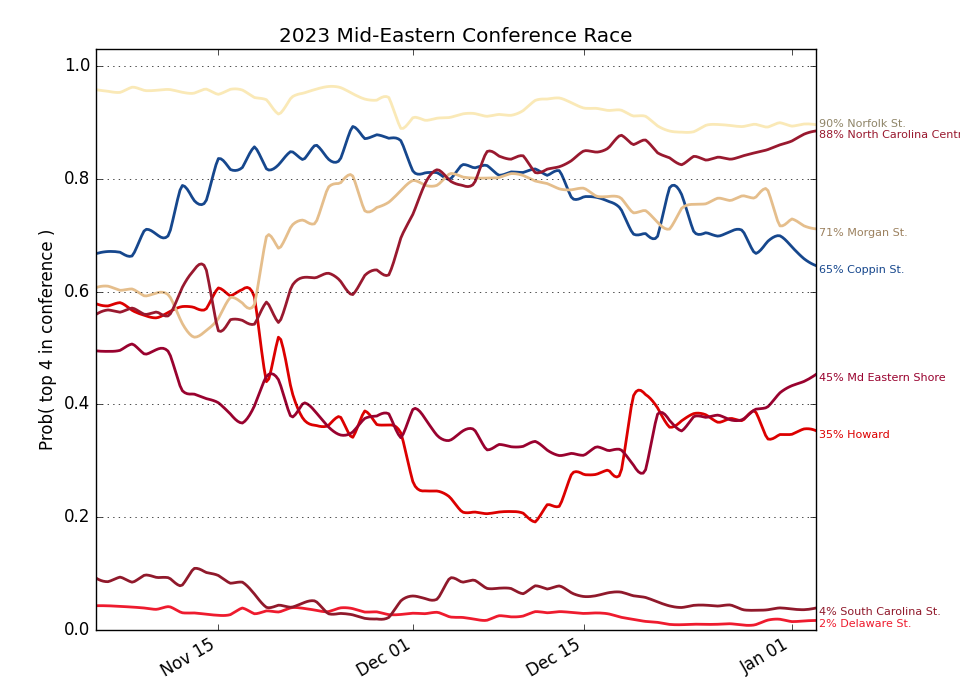 2023 Mid-Eastern Conference Race
Prob( top 4 in conference )
1.0
0.8
0.6
0.4
0.2
0.0
Nov 15
Dec 01
Dec 15
Jan 01
90% Norfolk St.
88% North Carolina Centr
71% Morgan St.
65% Coppin St.
45% Md Eastern Shore
35% Howard
4% South Carolina St.
2% Delaware St.